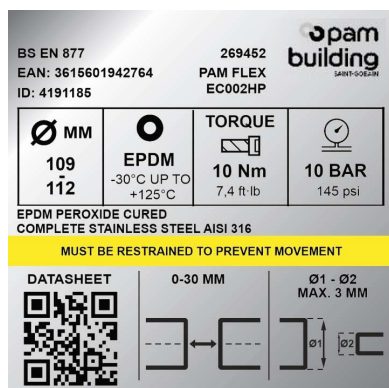 pam
building
SAINT-GOBAIN
BS EN 877
269452
EAN: 3615601942764
PAM FLEX
ID: 4191185
EC002HP
Ø MM
109
-
112
EPDM
-30°C UP TO
+125°C
TORQUE
10 Nm
7,4 ft·lb
10 BAR
145 psi
EPDM PEROXIDE CURED
COMPLETE STAINLESS STEEL AISI 316
MUST BE RESTRAINED TO PREVENT MOVEMENT
DATASHEET
0-30 MM
Ø1 - Ø2
MAX. 3 MM
Ø1
Ø2